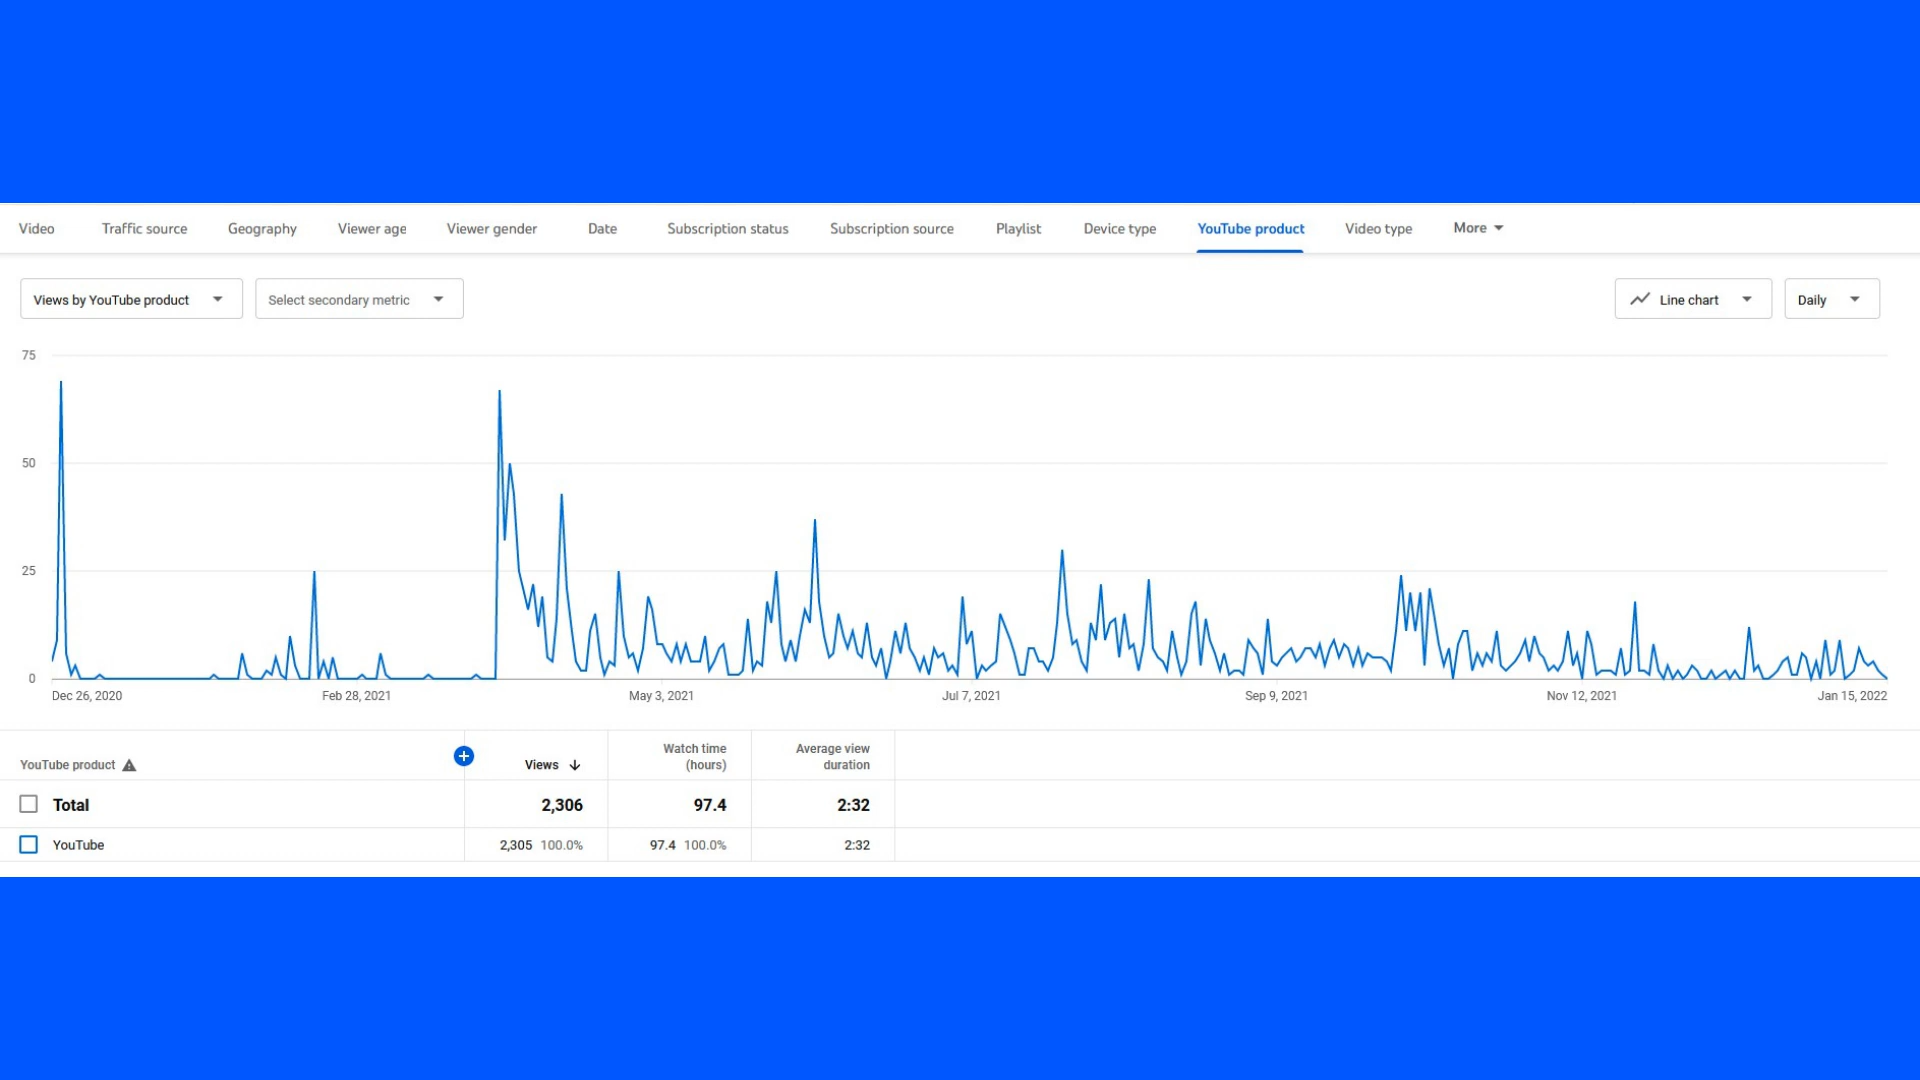 Video Traffic source Geography Viewer age Viewer gender Date Subscription status Subscription source Playlist Device type YouTube product Video type More
Views by YouTube product Select secondary metric Line chart Daily
75
50
25
0
Dec 26, 2020 Feb 28, 2021 May 3, 2021 Jul 7, 2021 Sep 9, 2021 Nov 12, 2021 Jan 15, 2022
YouTube product Views Watch time (hours) Average view duration
Total 2,306 97.4 2:32
YouTube 2,305 100.0% 97.4 100.0% 2:32